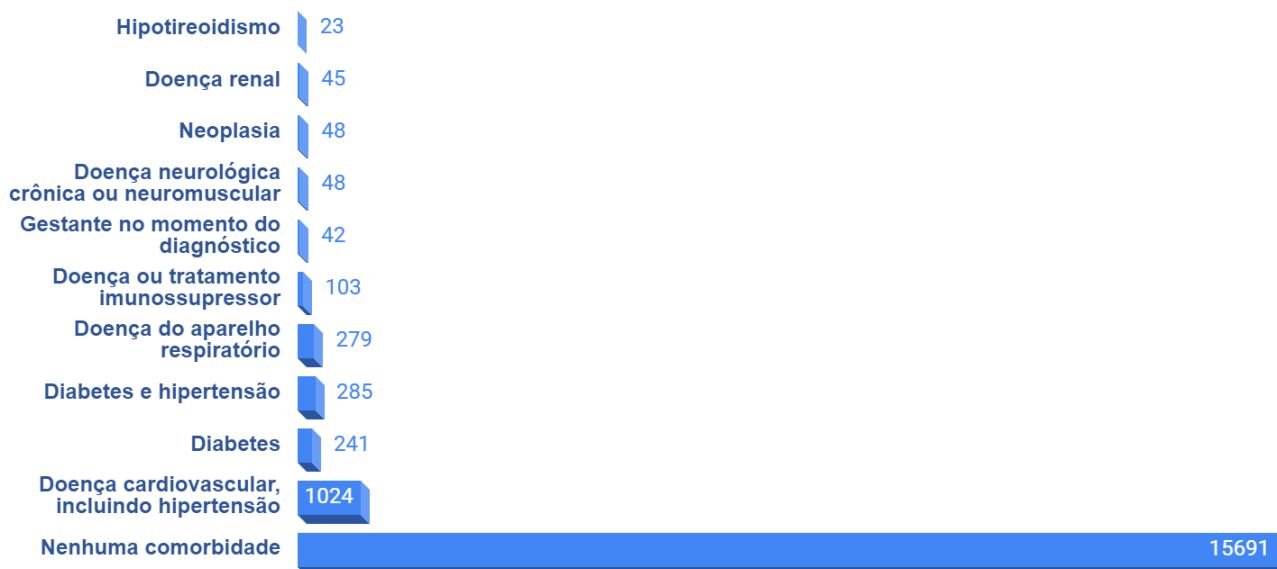 Hipotireoidismo 23
Doença renal 45
Neoplasia 48
Doença neurológica
crônica ou neuromuscular 48
Gestante no momento do
diagnóstico 42
Doença ou tratamento
imunossupressor 103
Doença do aparelho
respiratório 279
Diabetes e hipertensão 285
Diabetes 241
Doença cardiovascular,
incluindo hipertensão 1024
Nenhuma comorbidade 15691